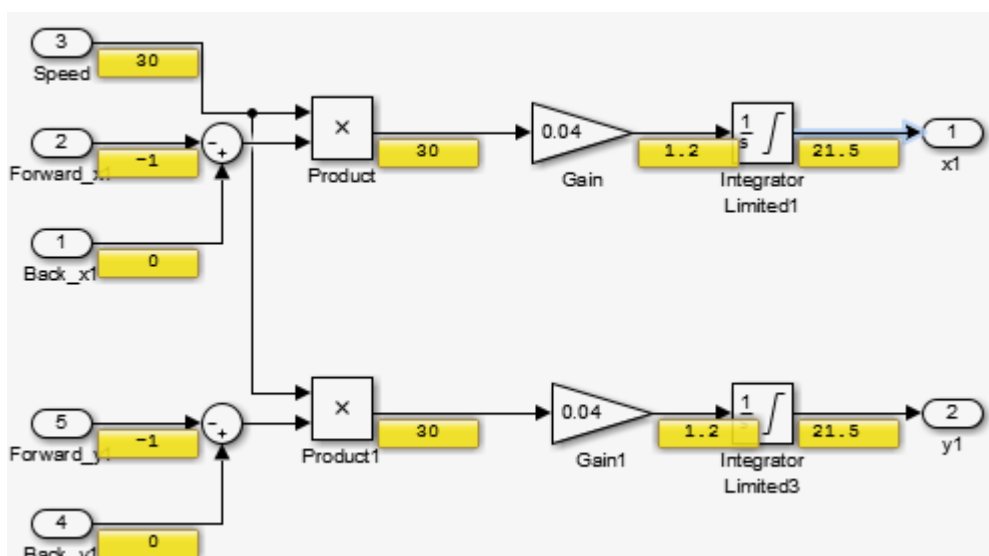 3
30
Speed
2
-1
Forward_x1
- +
×
30
Product
0.04
1.2
Gain
1 s
21.5
Integrator
Limited1
1
x1
1
0
Back_x1
5
-1
Forward_y1
- +
×
30
Product1
0.04
1.2
Gain1
1 s
21.5
Integrator
Limited3
2
y1
4
0
Back_y1